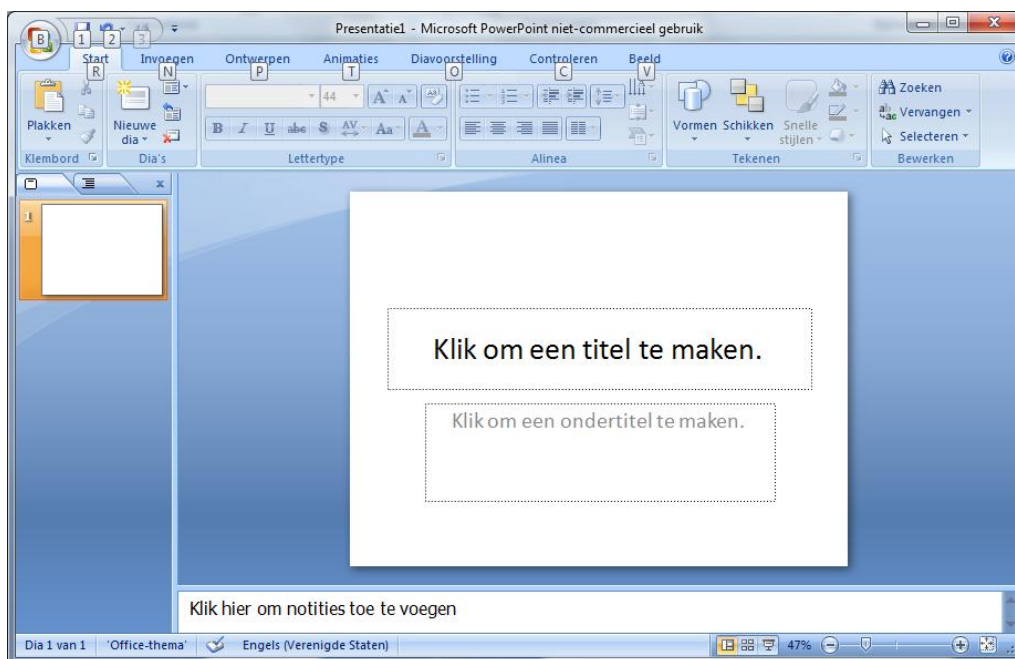 Presentatie1 - Microsoft PowerPoint niet-commercieel gebruik
B 1 2 3
Start Invoegen Ontwerpen Animaties Diavoorstelling Controleren Beeld
R N P T O C V
Plakken
Nieuwe dia
44
B I U abc S AV Aa A
Vormen Schikken Snelle stijlen
Zoeken
Vervangen
Selecteren
Klembord Dia's Lettertype Alinea Tekenen Bewerken
1
Klik om een titel te maken.
Klik om een ondertitel te maken.
Klik hier om notities toe te voegen
Dia 1 van 1 'Office-thema' Engels (Verenigde Staten) 47%